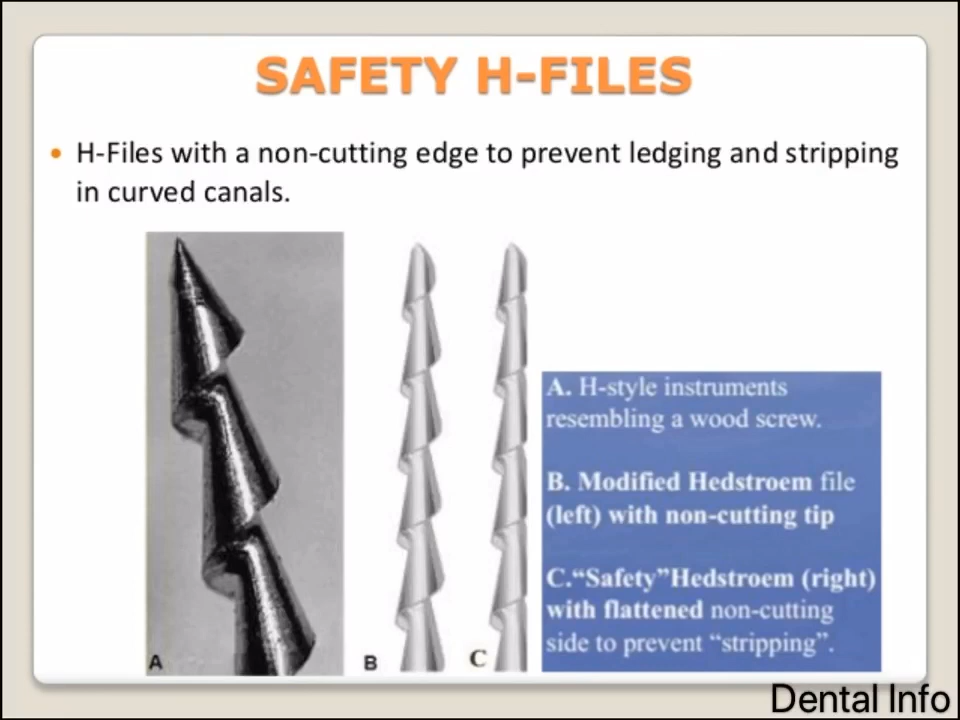 SAFETY H-FILES
• H-Files with a non-cutting edge to prevent ledging and stripping
in curved canals.
A. H-style instruments
resembling a wood screw.
B. Modified Hedstroem file
(left) with non-cutting tip
C.“Safety”Hedstroem (right)
with flattened non-cutting
side to prevent “stripping”.
A
B
C
Dental Info